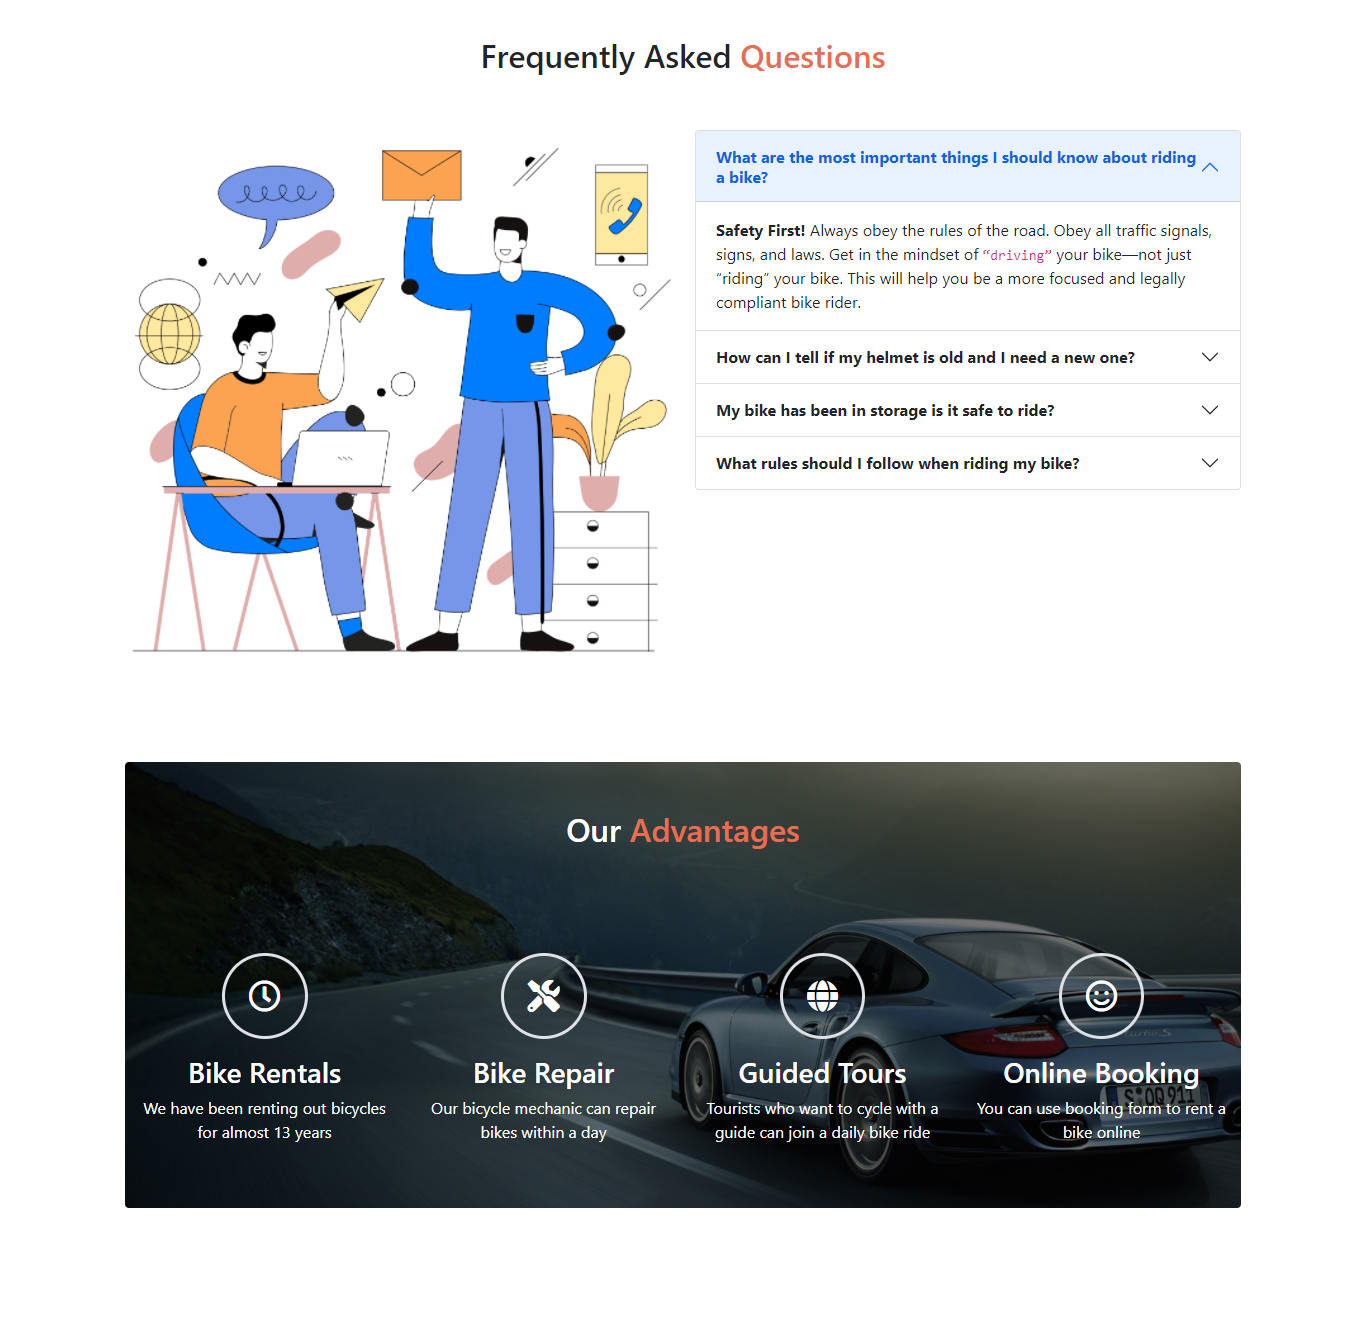 Frequently Asked Questions
What are the most important things I should know about riding
a bike?
Safety First! Always obey the rules of the road. Obey all traffic signals,
signs, and laws. Get in the mindset of “driving” your bike—not just
“riding” your bike. This will help you be a more focused and legally
compliant bike rider.
How can I tell if my helmet is old and I need a new one?
My bike has been in storage is it safe to ride?
What rules should I follow when riding my bike?
Our Advantages
Bike Rentals
We have been renting out bicycles
for almost 13 years
Bike Repair
Our bicycle mechanic can repair
bikes within a day
Guided Tours
Tourists who want to cycle with a
guide can join a daily bike ride
turbo S
Online Booking
S:OQ 911
You can use booking form to rent a
bike online